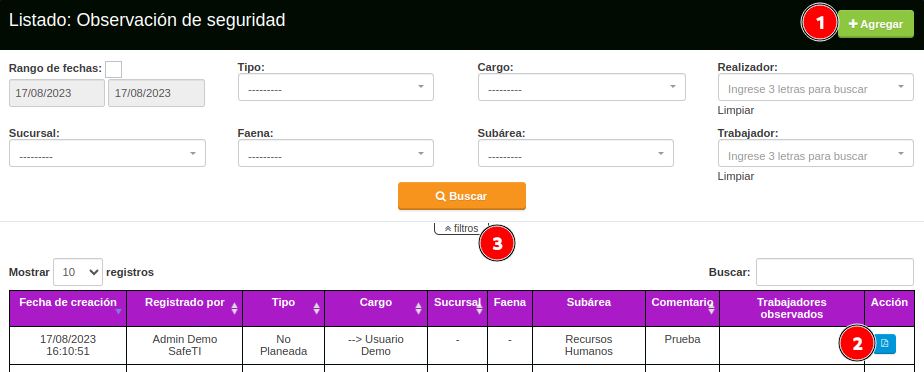 Listado: Observación de seguridad
1
Agregar
Rango de fechas:
Tipo:
Cargo:
Realizador:
17/08/2023
17/08/2023
---------
---------
Ingrese 3 letras para buscar
Limpiar
Sucursal:
Faena:
Subárea:
Trabajador:
---------
---------
---------
Ingrese 3 letras para buscar
Limpiar
Buscar
filtros
3
Mostrar 10 registros
Buscar:
Fecha de creación
Registrado por
Tipo
Cargo
Sucursal
Faena
Subárea
Comentario
Trabajadores
observados
Acción
17/08/2023
16:10:51
Admin Demo
SafeTI
No
Planeada
--> Usuario
Demo
-
-
Recursos
Humanos
Prueba
2